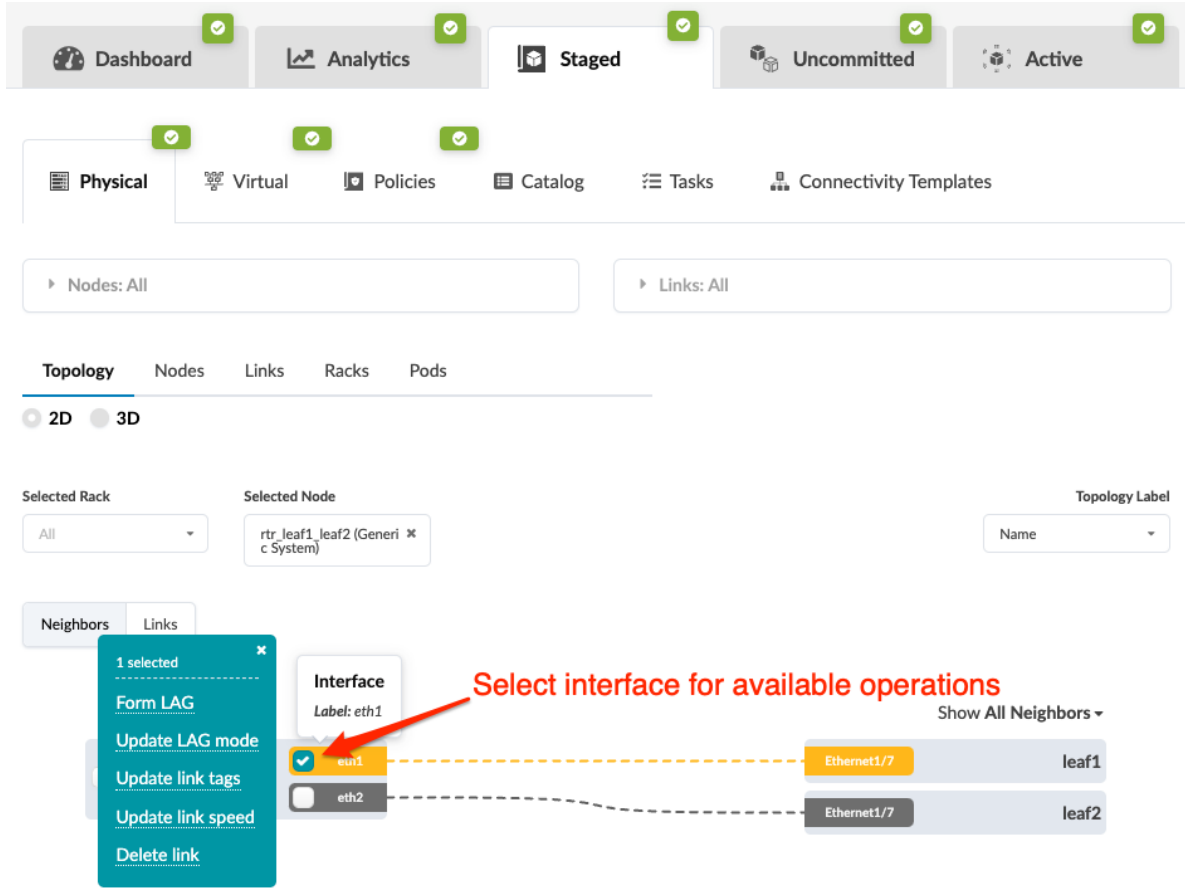 Dashboard
Analytics
Staged
Uncommitted
Active
Physical
Virtual
Policies
Catalog
Tasks
Connectivity Templates
Nodes: All
Links: All
Topology
Nodes
Links
Racks
Pods
2D
3D
Selected Rack
Selected Node
Topology Label
All
rtr_leaf1_leaf2 (Generi
c System)
Name
Neighbors
Links
1 selected
Form LAG
Update LAG mode
Update link tags
Update link speed
Delete link
Interface
Label: eth1
Select interface for available operations
Show All Neighbors
eth1
Ethernet1/7
leaf1
eth2
Ethernet1/7
leaf2